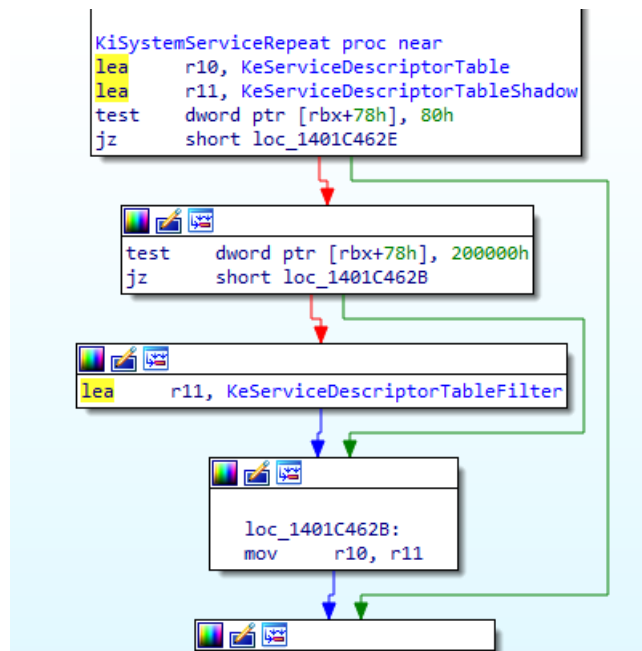 KiSystemServiceRepeat proc near
lea r10, KeServiceDescriptorTable
lea r11, KeServiceDescriptorTableShadow
test dword ptr [rbx+78h], 80h
jz short loc_1401C462E
test dword ptr [rbx+78h], 200000h
jz short loc_1401C462B
lea r11, KeServiceDescriptorTableFilter
loc_1401C462B:
mov r10, r11